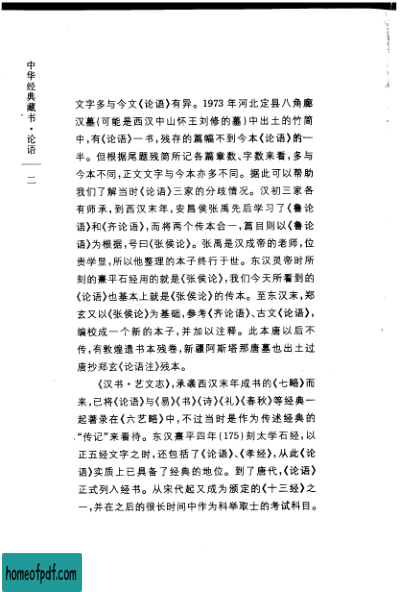 中华经典藏书·论语
二
文字多与今文《论语》有异。1973年河北定县八角廊
汉墓(可能是西汉中山怀王刘修的墓)中出土的竹简
中,有《论语》一书,残存的篇幅不到今本《论语》的一
半。但根据尾题残简所记各篇章数、字数来看,多与
今本不同,正文文字与今本亦多不同。据此可以帮助
我们了解当时《论语》三家的分歧情况。汉初三家各
有师承,到西汉末年,安昌侯张禹先后学习了《鲁论
语》和《齐论语》,而将两个传本合一,篇目则以《鲁论
语》为根据,号曰《张侯论》。张禹是汉成帝的老师,位
贵学显,所以他整理的本子终行于世。东汉灵帝时所
刻的熹平石经用的就是《张侯论》,我们今天所看到的
《论语》也基本上就是《张侯论》的传本。至东汉末,郑
玄又以《张侯论》为基础,参考《齐论语》、古文《论语》,
编校成一个新的本子,并加以注释。此本唐以后不
传,有敦煌遗书本残卷,新疆阿斯塔那唐墓也出土过
唐抄郑玄《论语注》残本。
《汉书·艺文志》,承袭西汉末年成书的《七略》而
来,已将《论语》与《易》《书》《诗》《礼》《春秋》等经典一
起著录在《六艺略》中,不过当时是作为传述经典的
“传记”来看待。东汉熹平四年(175)刻太学石经,以
正五经文字之时,还包括了《论语》、《孝经》,从此《论
语》实质上已具备了经典的地位。到了唐代,《论语》
正式列入经书。从宋代起又成为颁定的《十三经》之
一,并在之后的很长时间中作为科举取士的考试科目。
homeofpdf.com